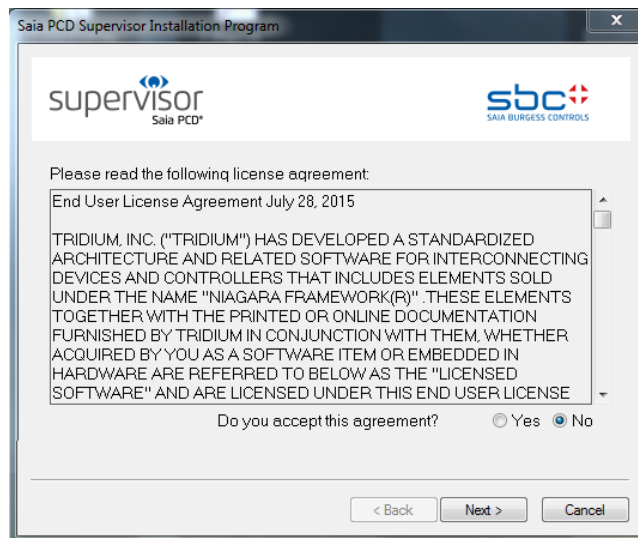 Saia PCD Supervisor Installation Program
x
supervisor
Saia PCD®
sbc
SAIA BURGESS CONTROLS
Please read the following license agreement:
End User License Agreement July 28, 2015
TRIDIUM, INC. ("TRIDIUM") HAS DEVELOPED A STANDARDIZED
ARCHITECTURE AND RELATED SOFTWARE FOR INTERCONNECTING
DEVICES AND CONTROLLERS THAT INCLUDES ELEMENTS SOLD
UNDER THE NAME "NIAGARA FRAMEWORK(R)" .THESE ELEMENTS
TOGETHER WITH THE PRINTED OR ONLINE DOCUMENTATION
FURNISHED BY TRIDIUM IN CONJUNCTION WITH THEM, WHETHER
ACQUIRED BY YOU AS A SOFTWARE ITEM OR EMBEDDED IN
HARDWARE ARE REFERRED TO BELOW AS THE "LICENSED
SOFTWARE" AND ARE LICENSED UNDER THIS END USER LICENSE
Do you accept this agreement? Yes No
< Back Next > Cancel